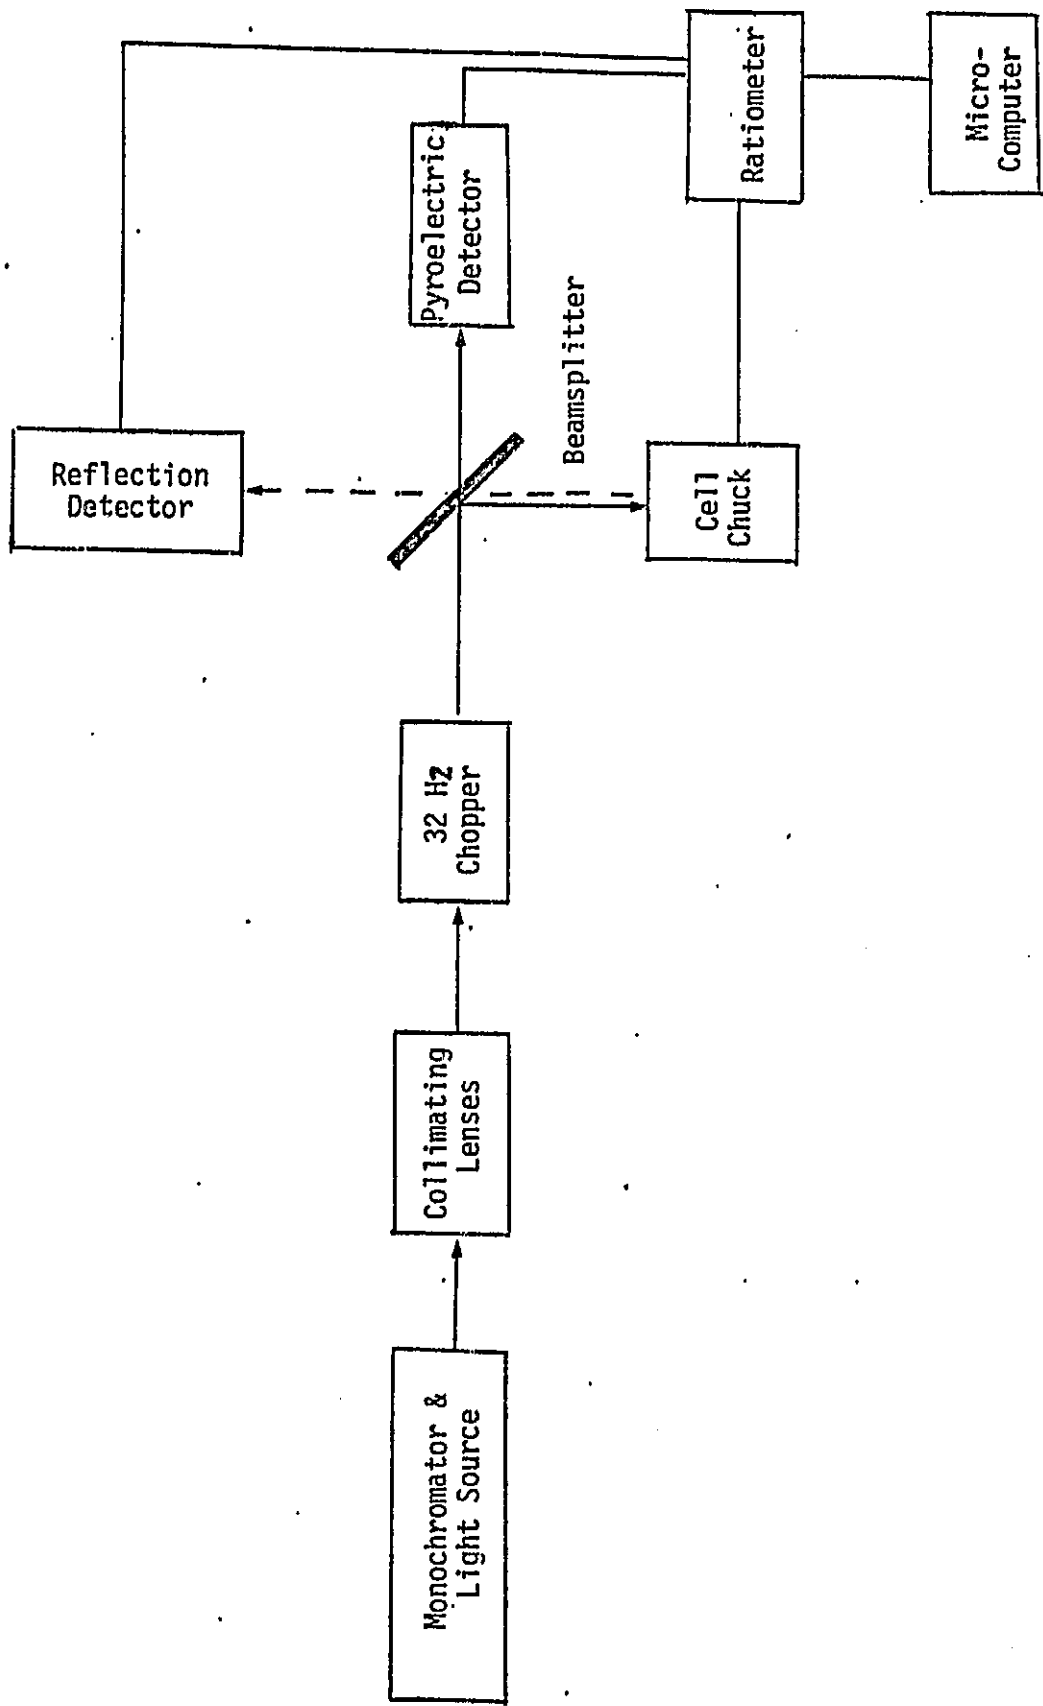 Monochromator &
Light Source
Collimating
Lenses
32 Hz
Chopper
Beamsplitter
Reflection
Detector
Pyroelectric
Detector
Cell
Chuck
Ratiometer
Micro-
Computer